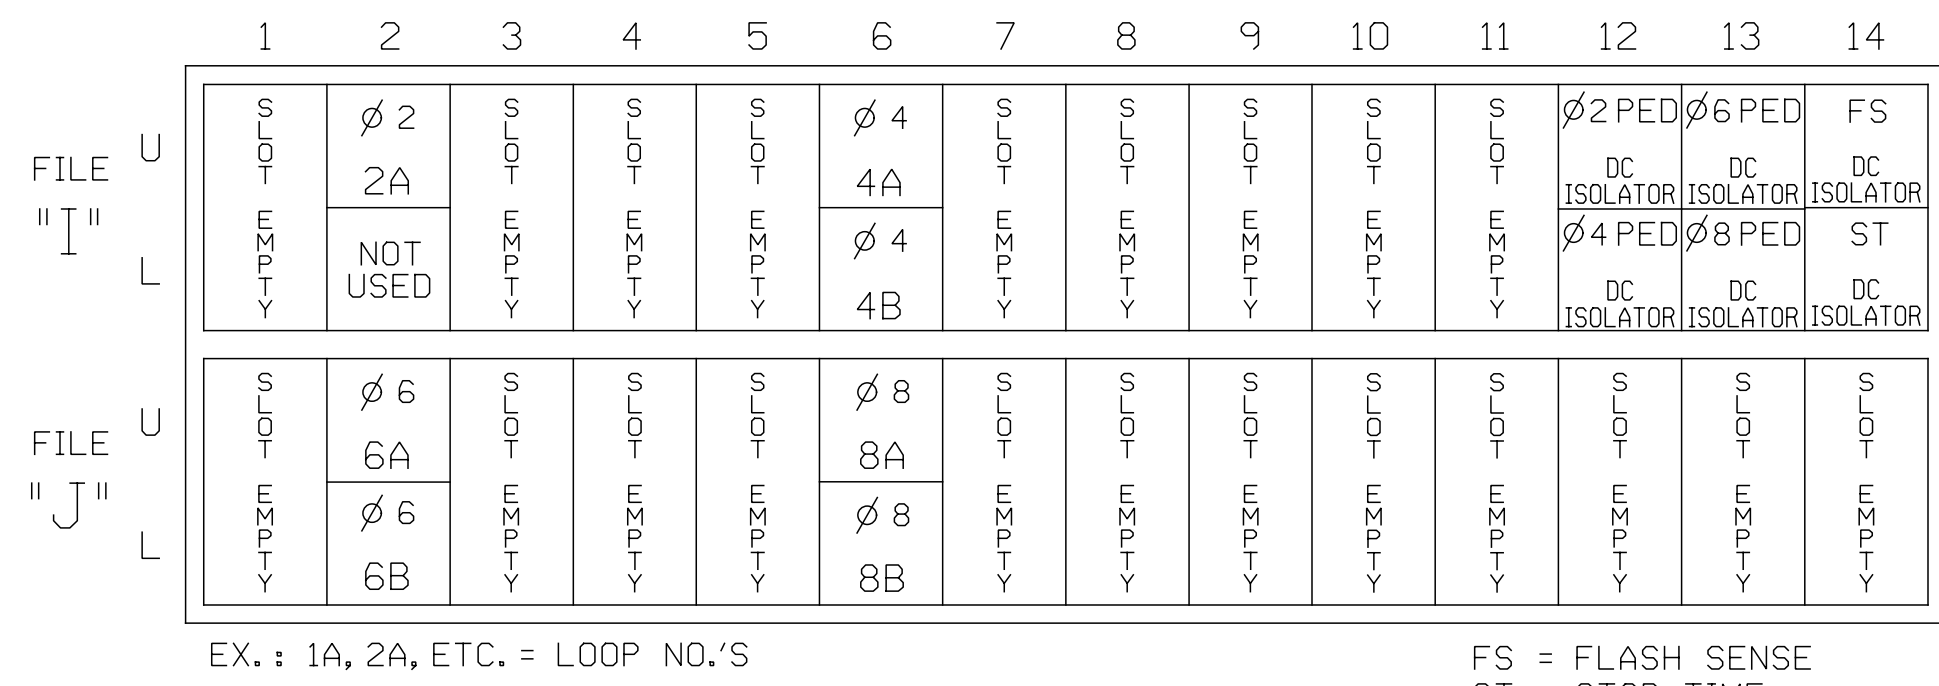 1 2 3 4 5 6 7 8 9 10 11 12 13 14
FILE "I"
U
L
SLOT EMPTY
Ø 2
2A
NOT USED
SLOT EMPTY
SLOT EMPTY
SLOT EMPTY
Ø 4
4A
Ø 4
4B
SLOT EMPTY
SLOT EMPTY
SLOT EMPTY
SLOT EMPTY
SLOT EMPTY
Ø2 PED
DC
ISOLATOR
Ø4 PED
DC
ISOLATOR
Ø6 PED
DC
ISOLATOR
Ø8 PED
DC
ISOLATOR
FS
DC
ISOLATOR
ST
DC
ISOLATOR
FILE "J"
U
L
SLOT EMPTY
Ø 6
6A
Ø 6
6B
SLOT EMPTY
SLOT EMPTY
SLOT EMPTY
Ø 8
8A
Ø 8
8B
SLOT EMPTY
SLOT EMPTY
SLOT EMPTY
SLOT EMPTY
SLOT EMPTY
SLOT EMPTY
SLOT EMPTY
SLOT EMPTY
EX.: 1A, 2A, ETC. = LOOP NO.'S
FS = FLASH SENSE